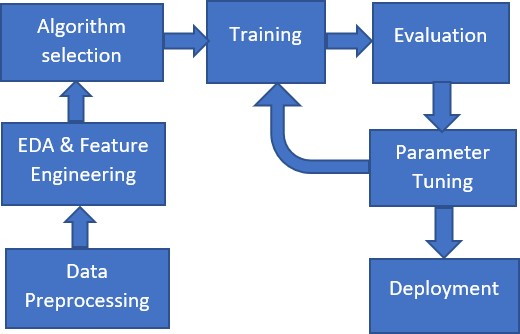 Algorithm
selection
Training
Evaluation
EDA & Feature
Engineering
Parameter
Tuning
Data
Preprocessing
Deployment